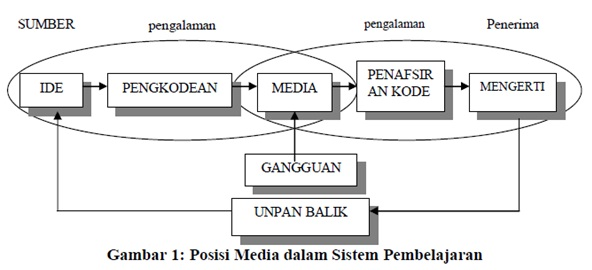 SUMBER pengalaman pengalaman Penerima
IDE PENGKODEAN MEDIA PENAFSIR
AN KODE MENGERTI
GANGGUAN
UNPAN BALIK
Gambar 1: Posisi Media dalam Sistem Pembelajaran